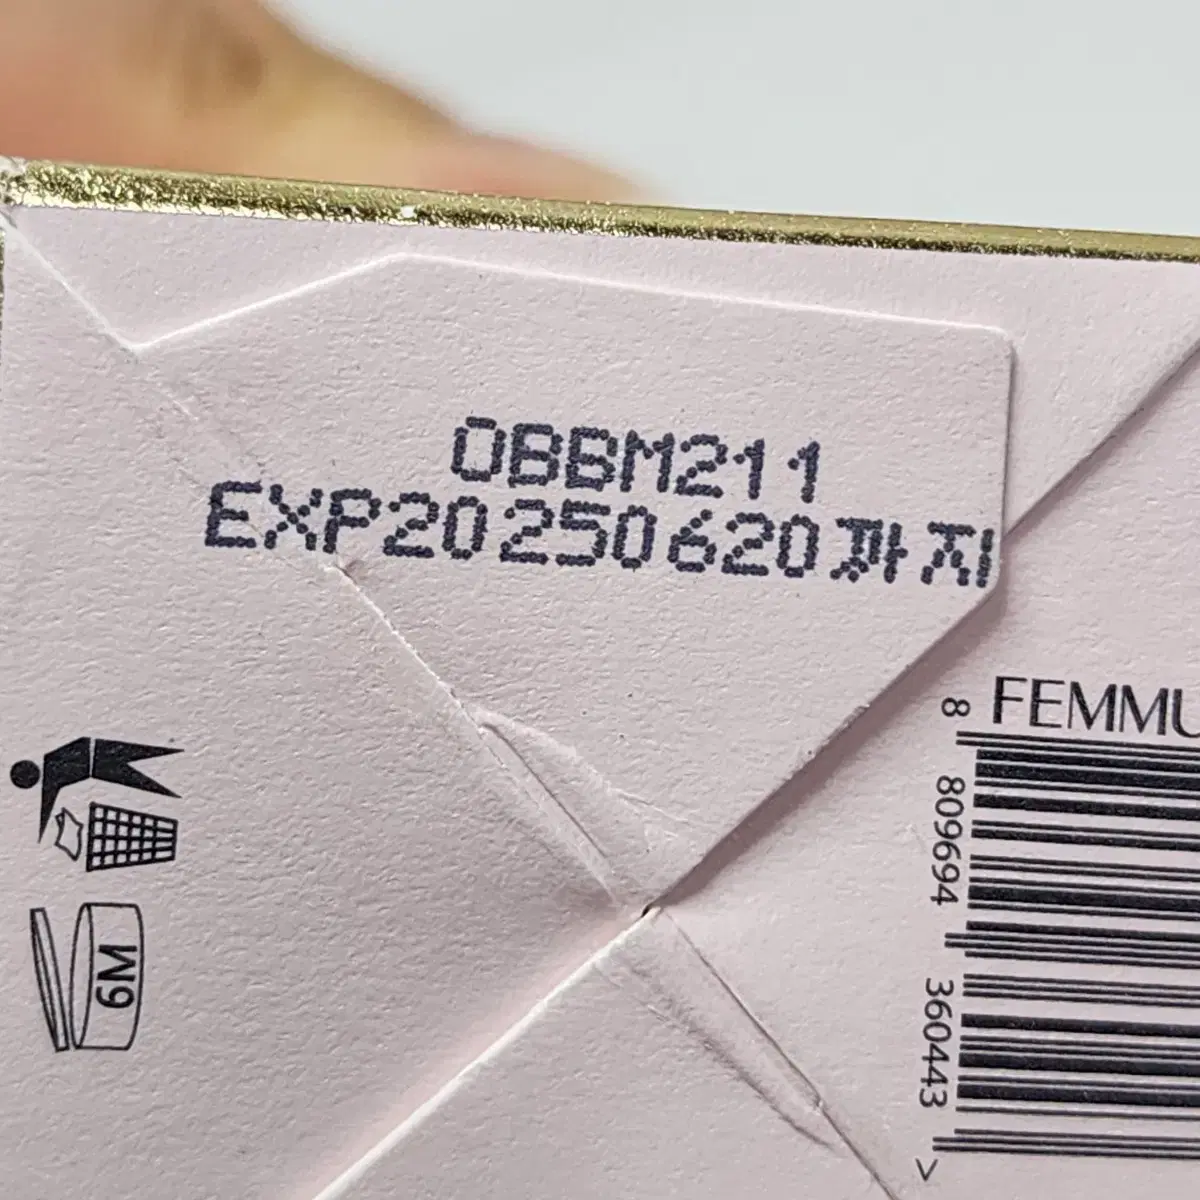 OBBM211
EXP20250620까지
FEMMU
8 809694 360443 >
6M